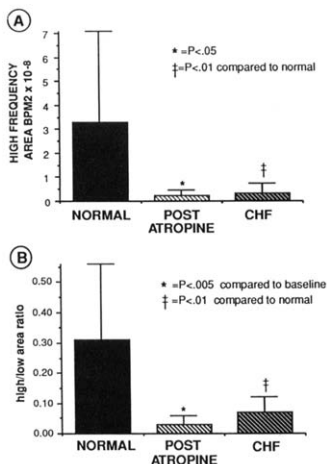 A
HIGH FREQUENCY
AREA BPM2 x 10-8
7
6
5
4
3
2
1
0
* =P<.05
‡=P<.01 compared to normal
*
‡
NORMAL
POST
ATROPINE
CHF
B
high/low area ratio
0.50
0.40
0.30
0.20
0.10
0.00
* =P<.005 compared to baseline
‡ =P<.01 compared to normal
*
‡
NORMAL
POST
ATROPINE
CHF